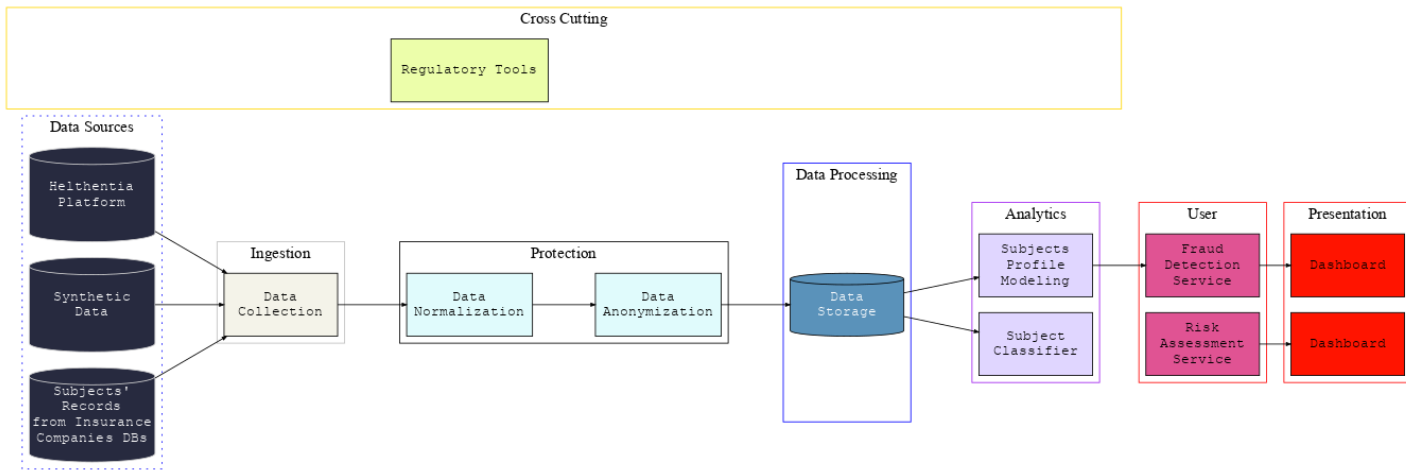 Cross Cutting
Regulatory Tools
Data Sources
Helthentia
Platform
Synthetic
Data
Subjects'
Records
from Insurance
Companies DBs
Ingestion
Data
Collection
Protection
Data
Normalization
Data
Anonymization
Data Processing
Data
Storage
Analytics
Subjects
Profile
Modeling
Subject
Classifier
User
Fraud
Detection
Service
Risk
Assessment
Service
Presentation
Dashboard
Dashboard